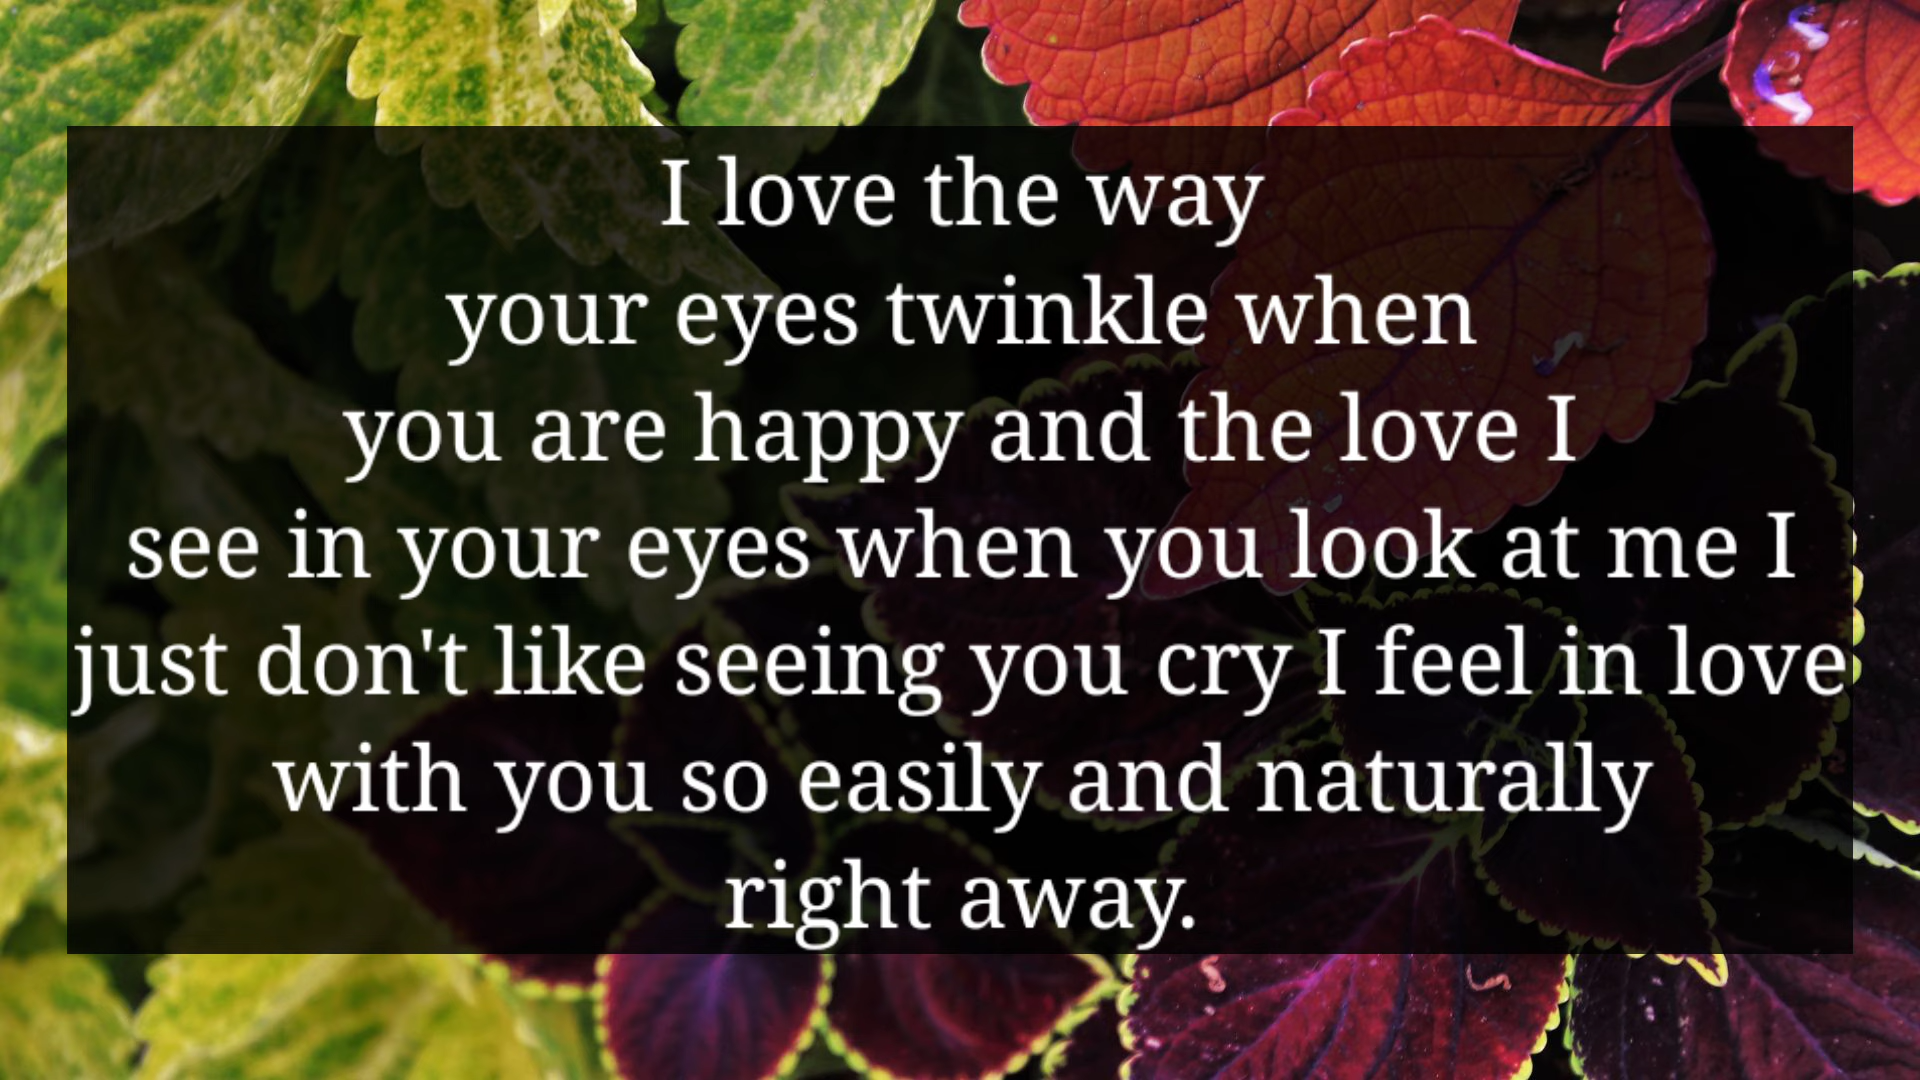 I love the way
your eyes twinkle when
you are happy and the love I
see in your eyes when you look at me I
just don't like seeing you cry I feel in love
with you so easily and naturally
right away.